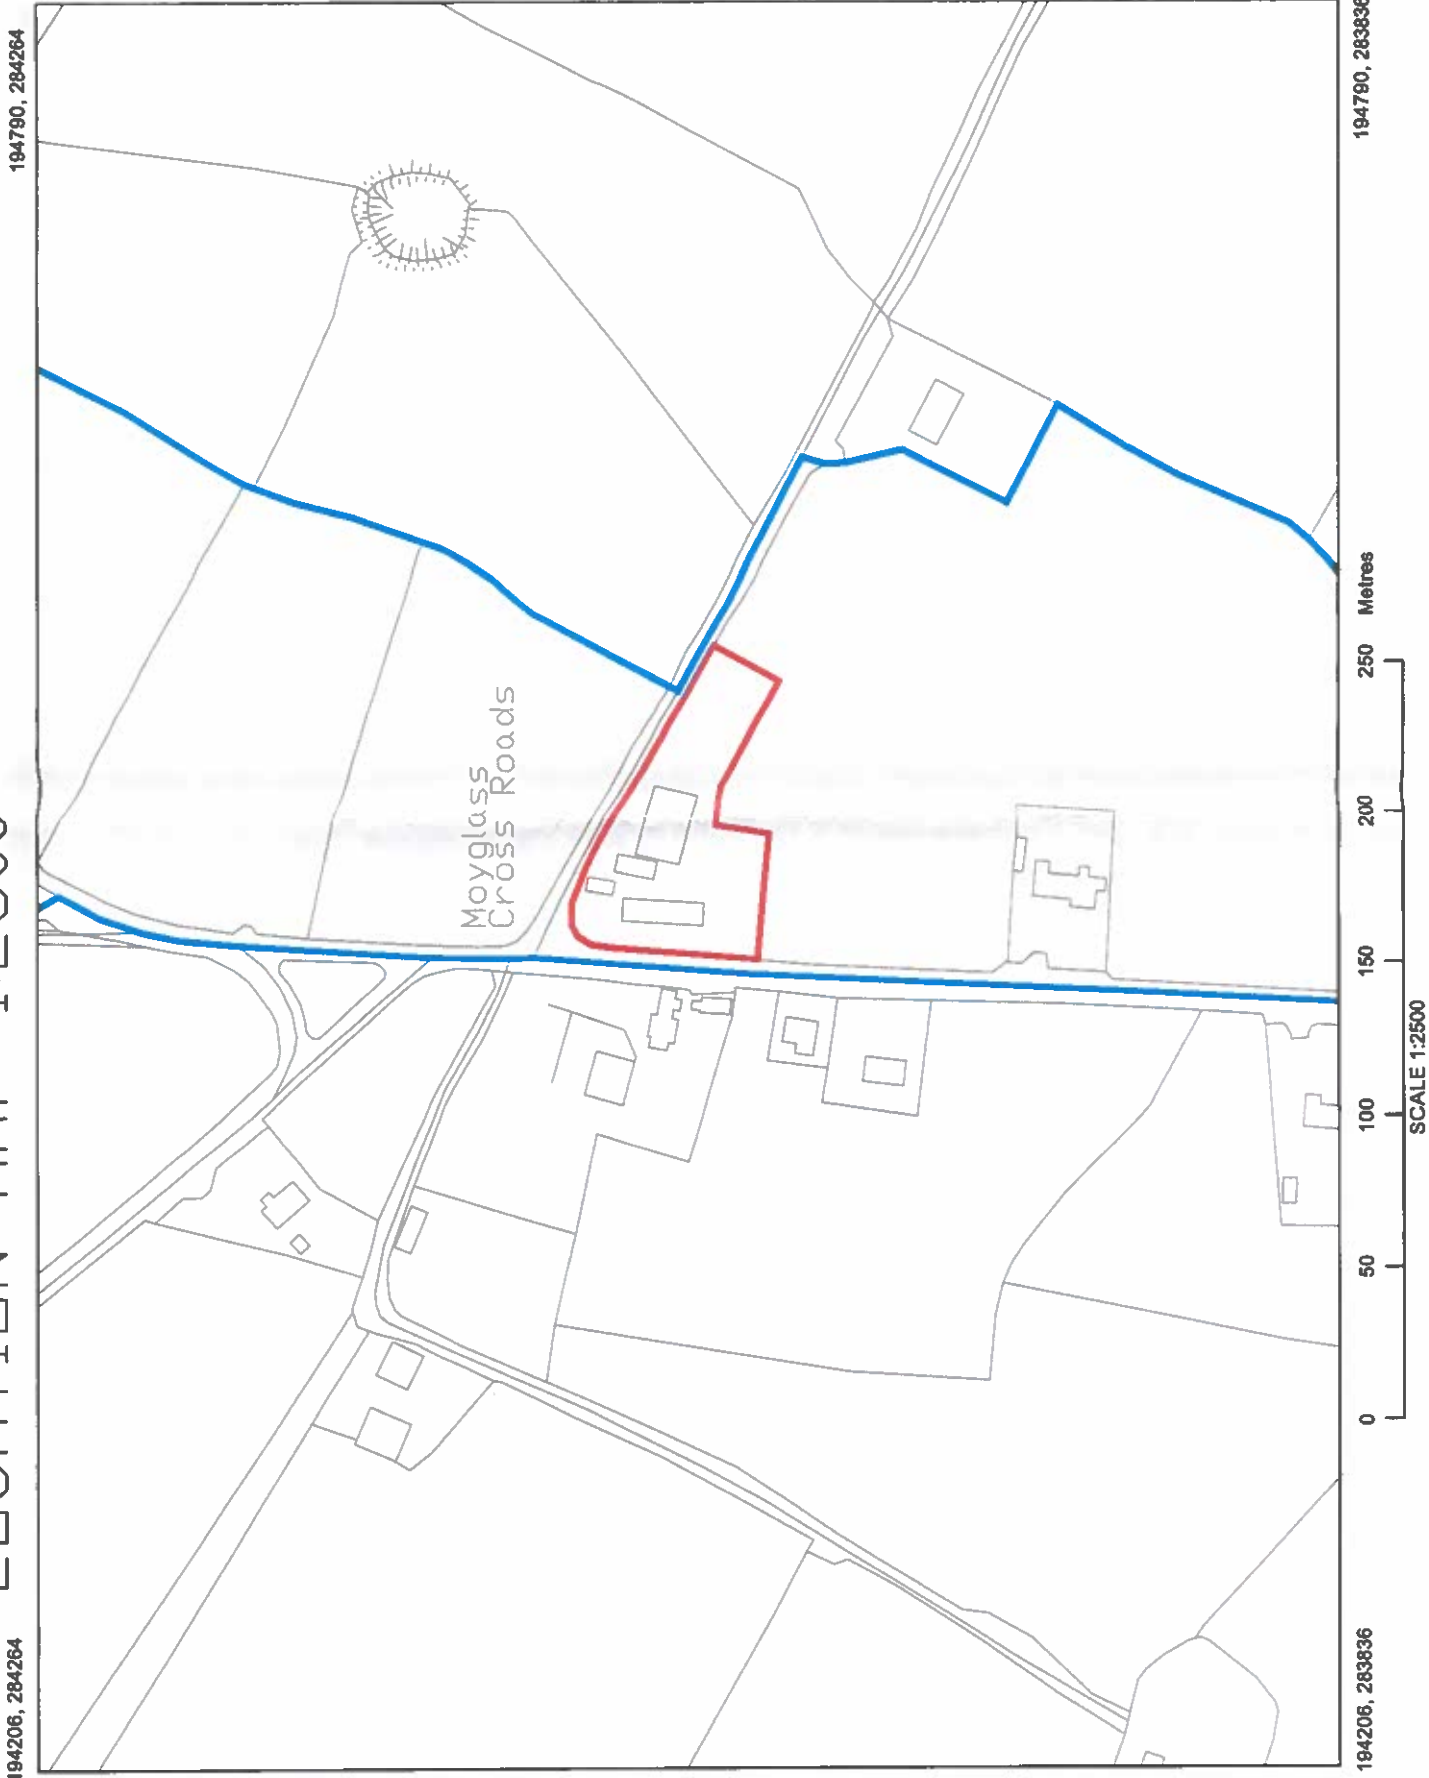 194206, 284264
194790, 284264
Moyglass
Cross Roads
194206, 283836
0 50 100 150 200 250 Metres
194790, 283836
SCALE 1:2500